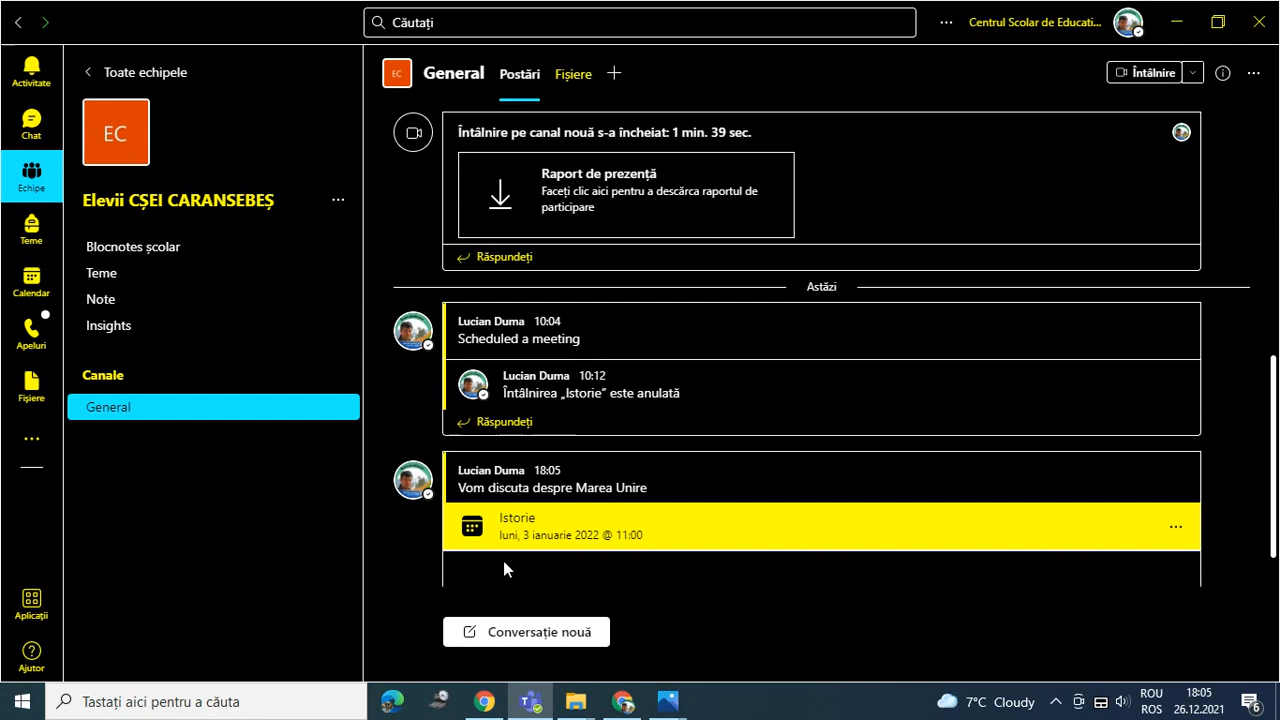 Căutați
Centrul Scolar de Educati...
Activitate
Chat
Echipe
Teme
Calendar
Apeluri
Fișiere
Aplicații
Ajutor
Toate echipele
EC
Elevii CȘEI CARANSEBEȘ
Blocnotes școlar
Teme
Note
Insights
Canale
General
EC
General
Postări
Fișiere
Întâlnire
Întâlnire pe canal nouă s-a încheiat: 1 min. 39 sec.
Raport de prezență
Faceți clic aici pentru a descărca raportul de
participare
Răspundeți
Astăzi
Lucian Duma 10:04
Scheduled a meeting
Lucian Duma 10:12
Întâlnirea „Istorie” este anulată
Răspundeți
Lucian Duma 18:05
Vom discuta despre Marea Unire
Istorie
luni, 3 ianuarie 2022 @ 11:00
Conversație nouă
Tastați aici pentru a căuta
7°C Cloudy
ROU
ROS
18:05
26.12.2021
6